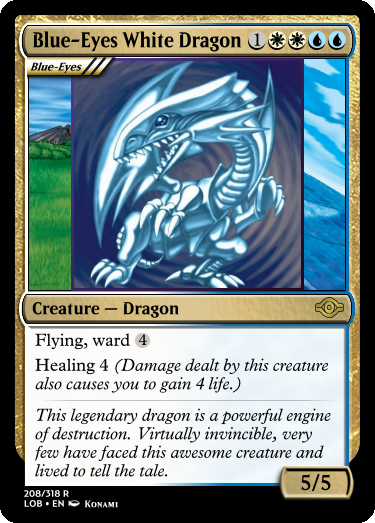 Blue-Eyes White Dragon 1
Blue-Eyes
Creature — Dragon
Flying, ward 4
Healing 4 (Damage dealt by this creature
also causes you to gain 4 life.)
This legendary dragon is a powerful engine
of destruction. Virtually invincible, very
few have faced this awesome creature and
lived to tell the tale.
5/5
208/318 R
LOB • EN Konami